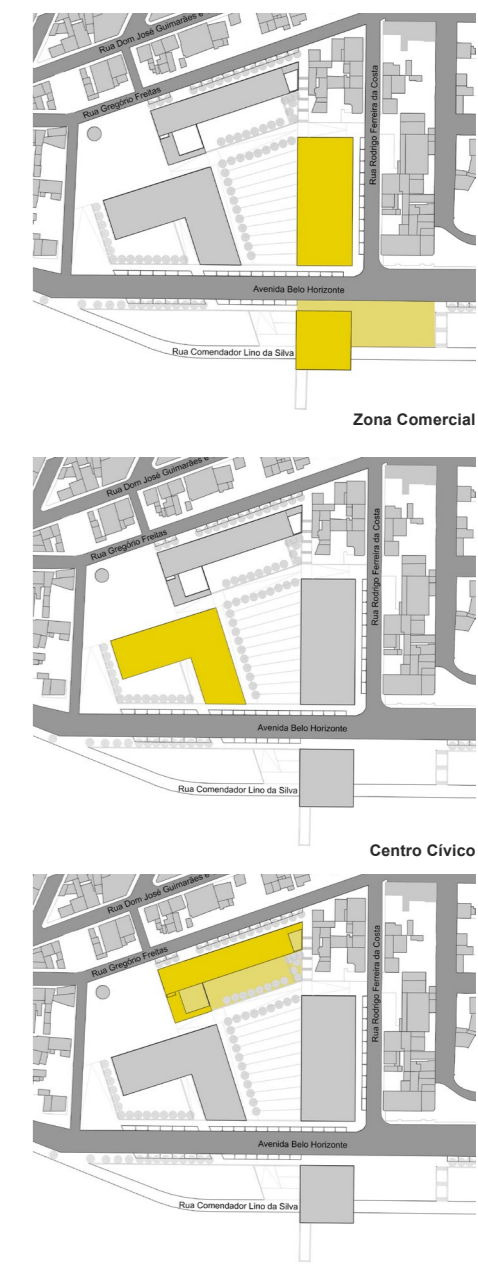 Rua Dom José Guimarães e
Rua Gregório Freitas
Rua Rodrigo Ferreira da Costa
Avenida Belo Horizonte
Rua Comendador Lino da Silva
Zona Comercial
Rua Dom José Guimarães e
Rua Gregório Freitas
Rua Rodrigo Ferreira da Costa
Avenida Belo Horizonte
Rua Comendador Lino da Silva
Centro Cívico
Rua Dom José Guimarães e
Rua Gregório Freitas
Rua Rodrigo Ferreira da Costa
Avenida Belo Horizonte
Rua Comendador Lino da Silva